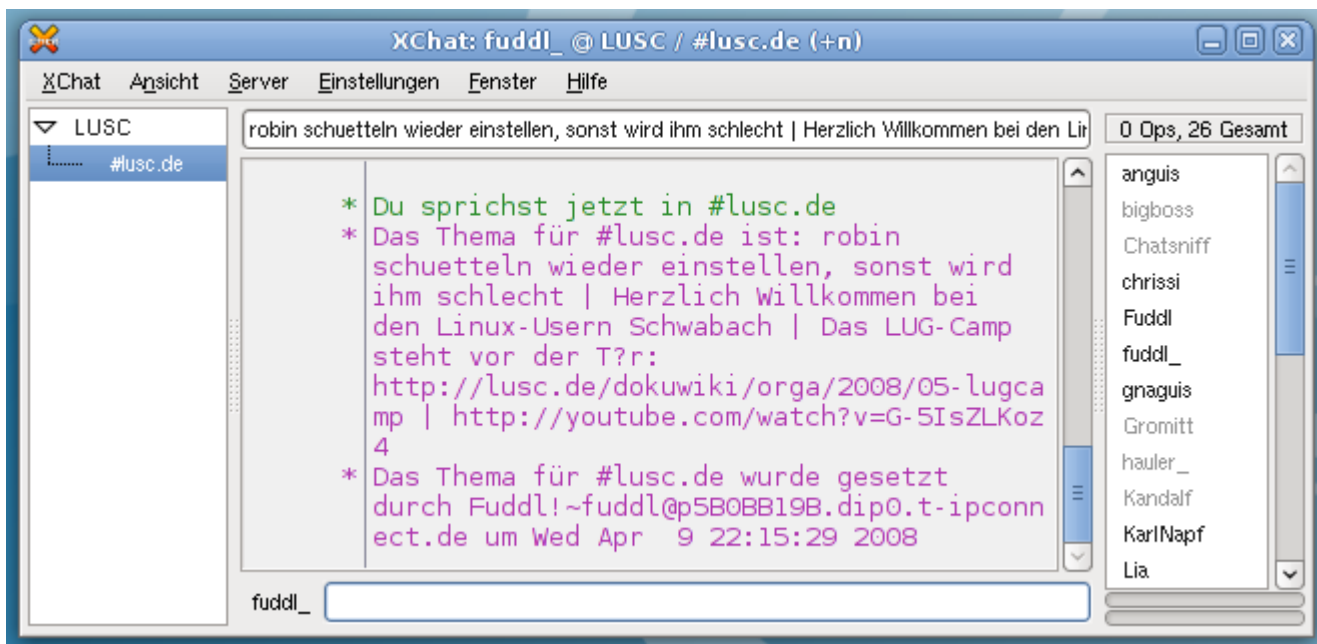 XChat: fuddl_ @ LUSC / #lusc.de (+n)
XChat Ansicht Server Einstellungen Fenster Hilfe
LUSC
#lusc.de
robin schuetteln wieder einstellen, sonst wird ihm schlecht | Herzlich Willkommen bei den Lin
0 Ops, 26 Gesamt
* Du sprichst jetzt in #lusc.de
* Das Thema für #lusc.de ist: robin
schuetteln wieder einstellen, sonst wird
ihm schlecht | Herzlich Willkommen bei
den Linux-Usern Schwabach | Das LUG-Camp
steht vor der T?r:
http://lusc.de/dokuwiki/orga/2008/05-lugca
mp | http://youtube.com/watch?v=G-5IsZLKoz
4
* Das Thema für #lusc.de wurde gesetzt
durch Fuddl!~fuddl@p5B0BB19B.dip0.t-ipconn
ect.de um Wed Apr  9 22:15:29 2008
anguis
bigboss
Chatsniff
chrissi
Fuddl
fuddl_
gnaguis
Gromitt
hauler_
Kandalf
KarlNapf
Lia
fuddl_